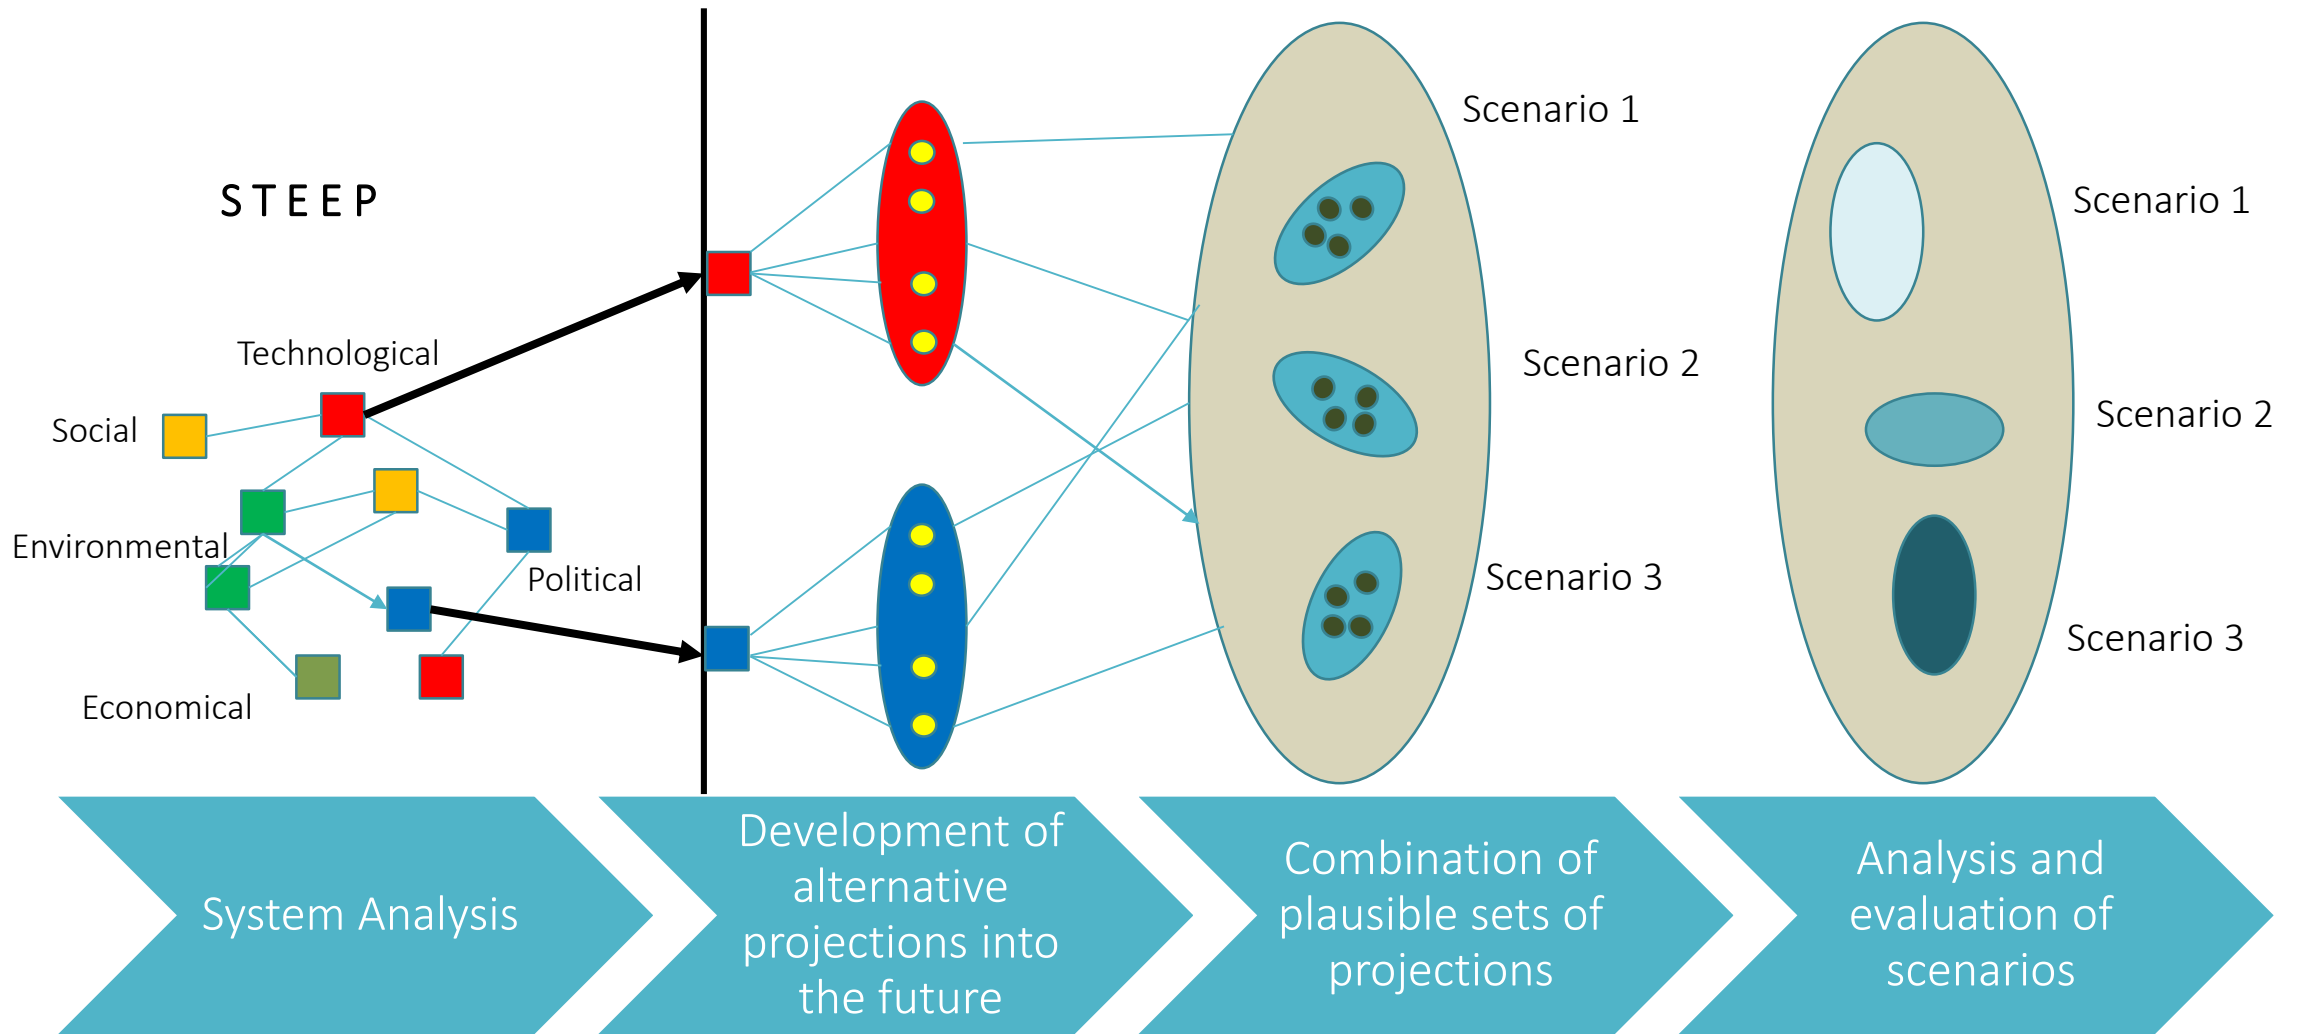 STEEP
Technological
Social
Environmental
Political
Economical
Scenario 1
Scenario 2
Scenario 3
Scenario 1
Scenario 2
Scenario 3
System Analysis
Development of
alternative
projections into
the future
Combination of
plausible sets of
projections
Analysis and
evaluation of
scenarios